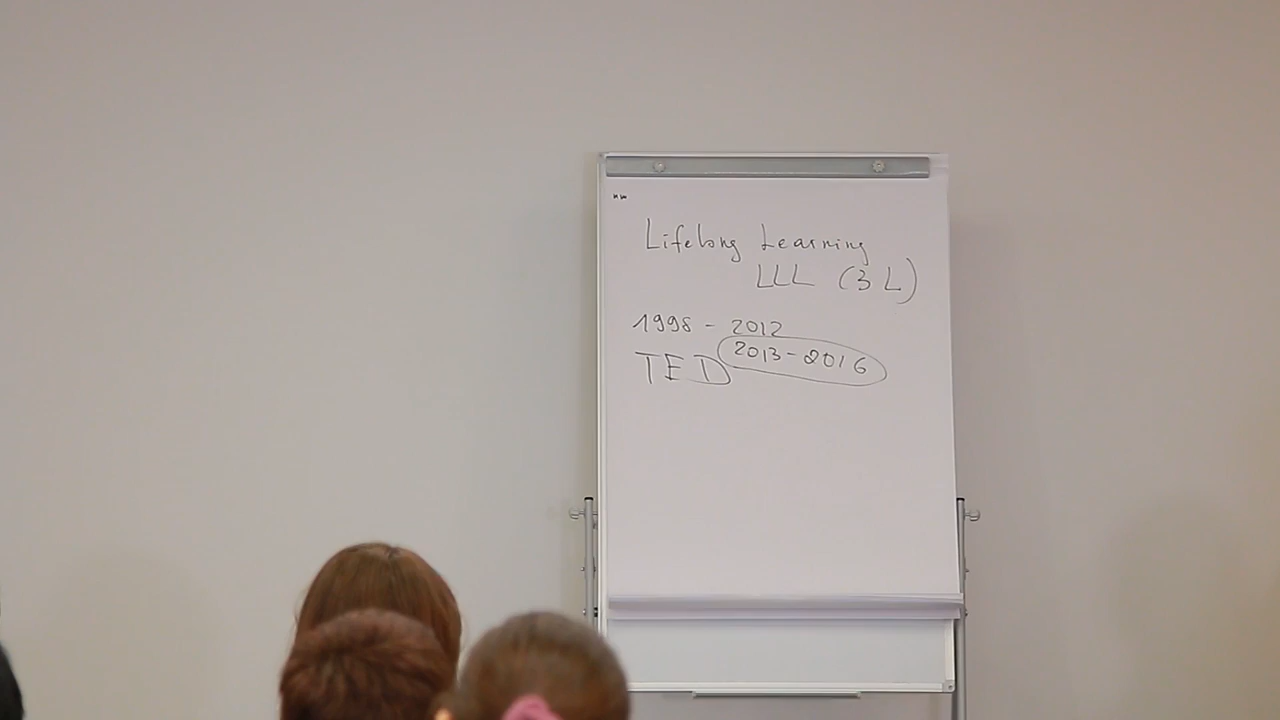 Lifelong Learning
LLL (3 L)
1998 - 2012
2013 - 2016
TED